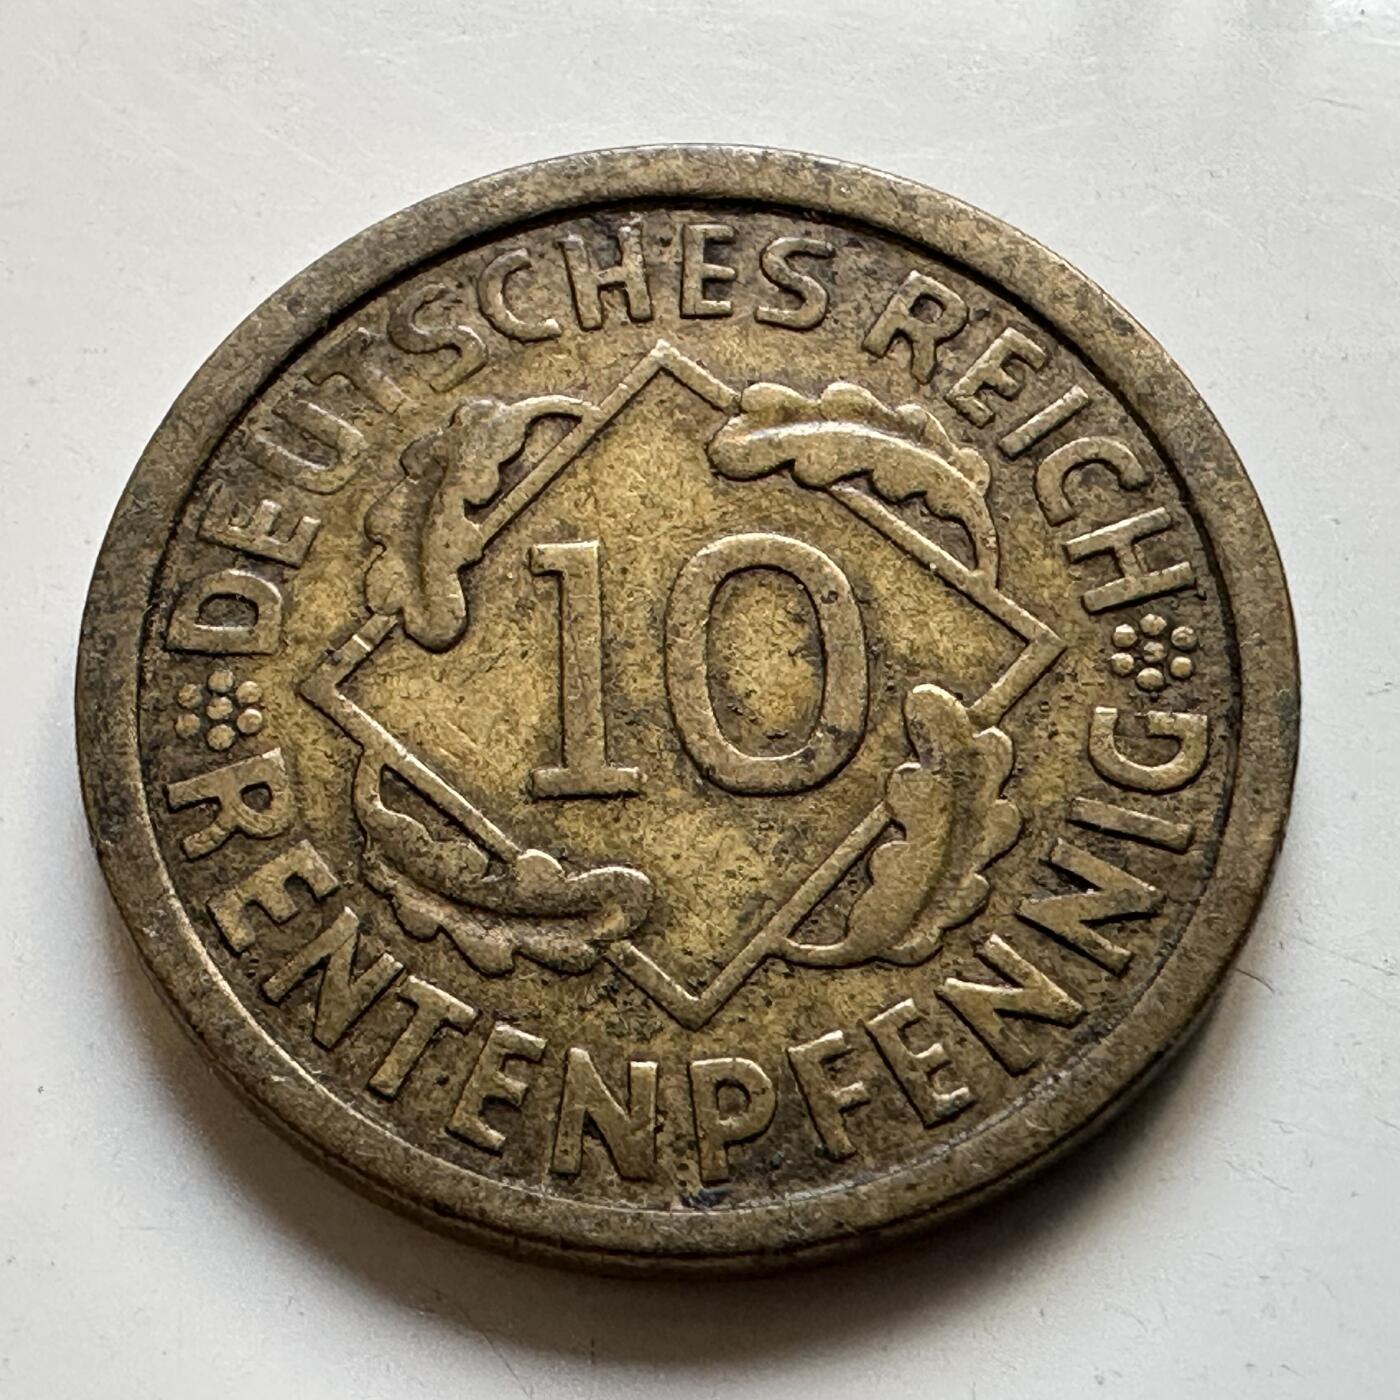 DEUTSCHES REICH
10
RENTENPFENNIG